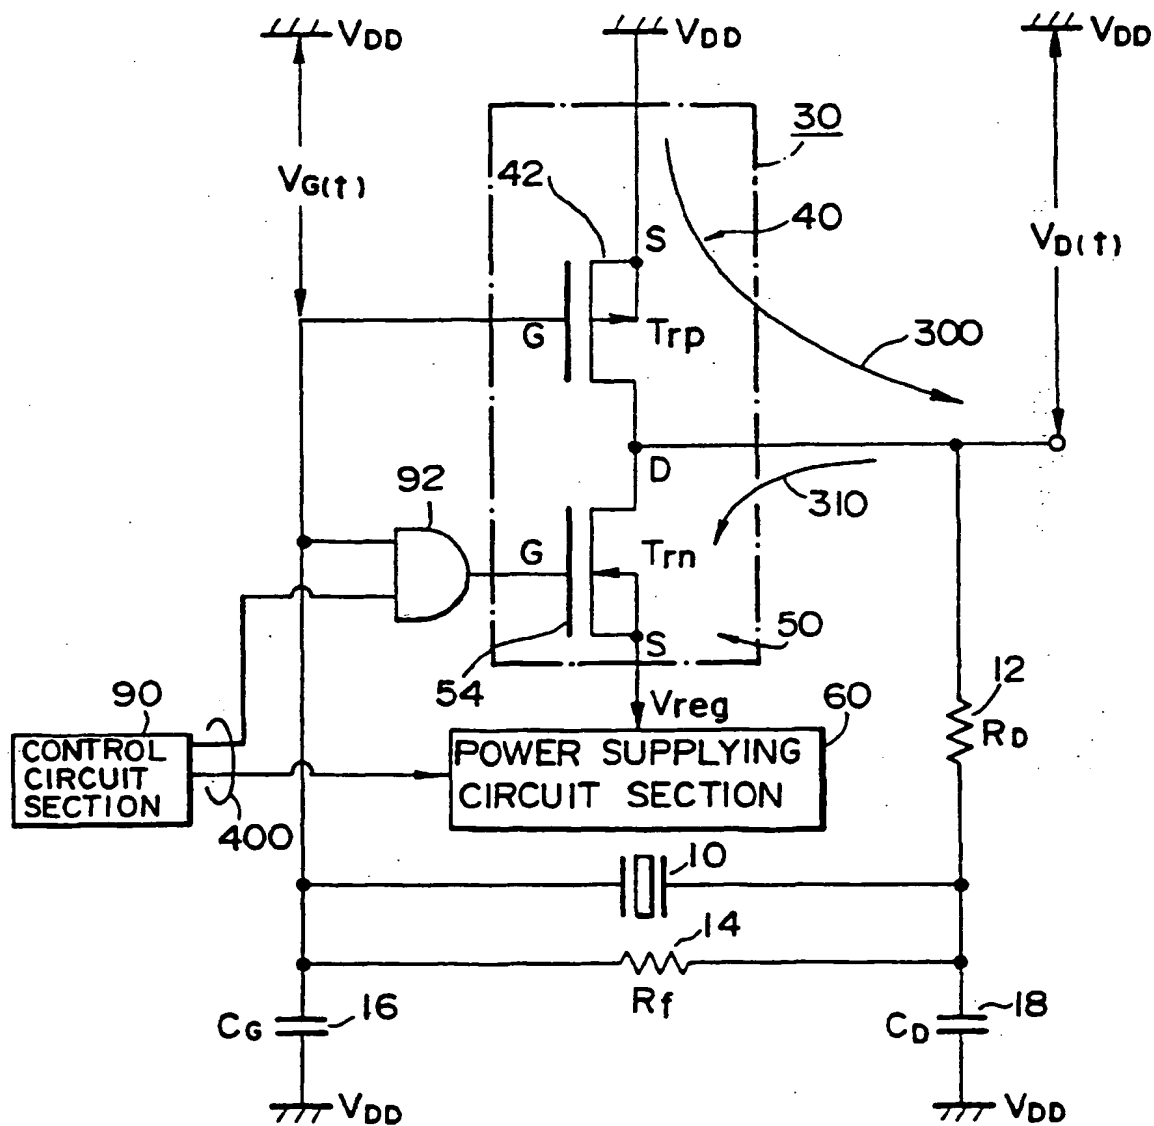 VDD
VDD
VDD
30
42
VG(t)
40
S
VD(t)
G
Trp
300
D
92
310
G
Trn
50
S
54
12
90
Vreg
60
RD
CONTROL
CIRCUIT
SECTION
POWER SUPPLYING
CIRCUIT SECTION
400
10
14
Rf
CG
16
CD
18
VDD
VDD